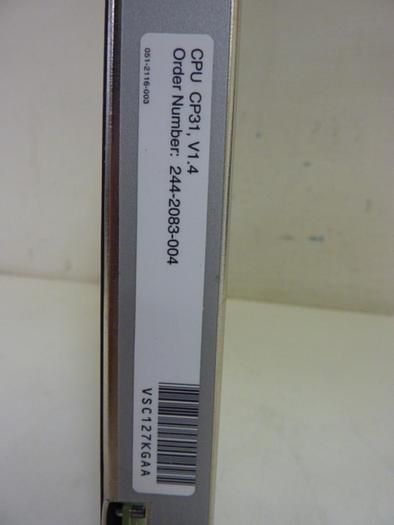 CPU CP31, V1.4
Order Number: 244-2083-004
051-2116-003
VSC127KGAA